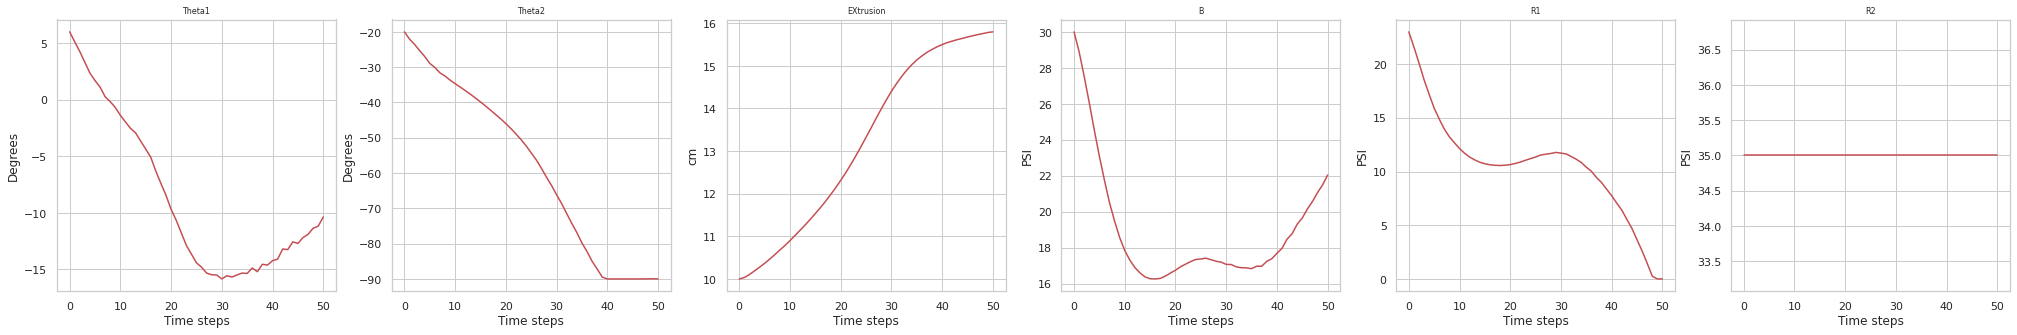 Theta1
Theta2
EXtrusion
B
R1
R2
Degrees
5
0
−5
−10
−15
0 10 20 30 40 50
Time steps
Degrees
−20
−30
−40
−50
−60
−70
−80
−90
0 10 20 30 40 50
Time steps
cm
16
15
14
13
12
11
10
0 10 20 30 40 50
Time steps
PSI
30
28
26
24
22
20
18
16
0 10 20 30 40 50
Time steps
PSI
20
15
10
5
0
0 10 20 30 40 50
Time steps
PSI
36.5
36.0
35.5
35.0
34.5
34.0
33.5
0 10 20 30 40 50
Time steps